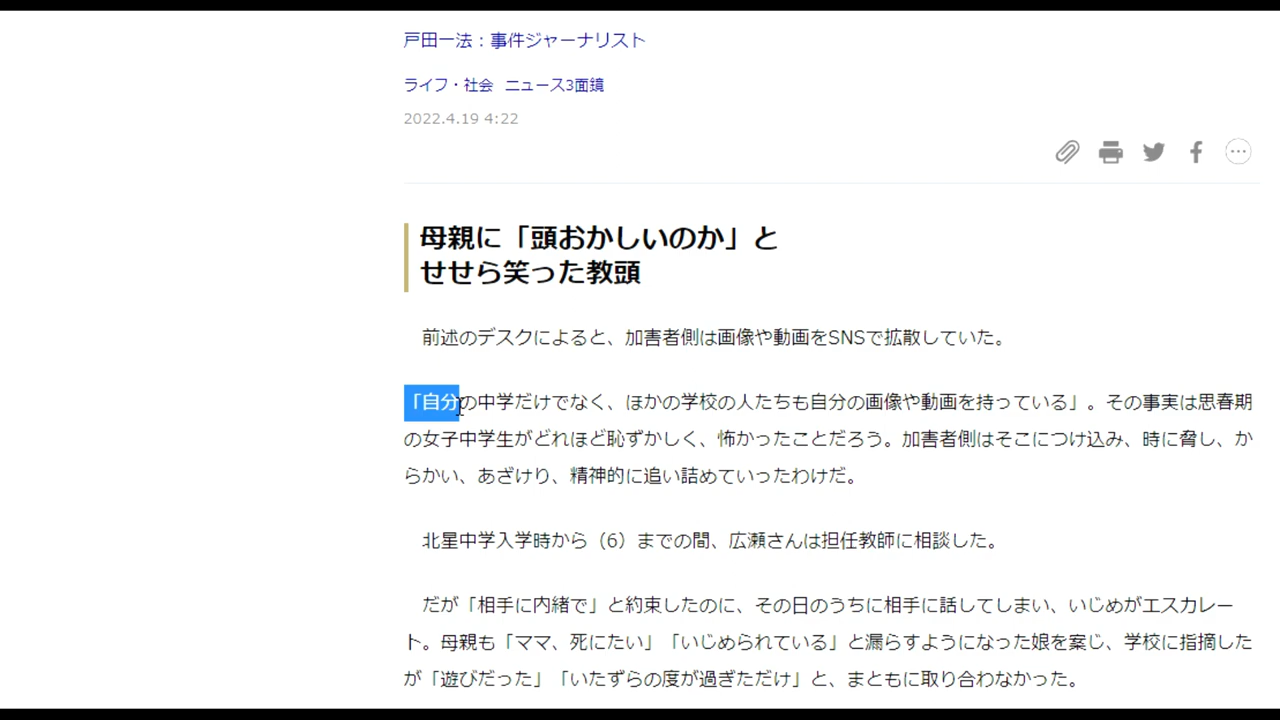 戸田一法：事件ジャーナリスト
ライフ・社会 ニュース3面鏡
2022.4.19 4:22
母親に「頭おかしいのか」と
せせら笑った教頭
前述のデスクによると、加害者側は画像や動画をSNSで拡散していた。
「自分の中学だけでなく、ほかの学校の人たちも自分の画像や動画を持っている」。その事実は思春期
の女子中学生がどれほど恥ずかしく、怖かったことだろう。加害者側はそこにつけ込み、時に脅し、か
らかい、あざけり、精神的に追い詰めていったわけだ。
北星中学入学時から（6）までの間、広瀬さんは担任教師に相談した。
だが「相手に内緒で」と約束したのに、その日のうちに相手に話してしまい、いじめがエスカレー
ト。母親も「ママ、死にたい」「いじめられている」と漏らすようになった娘を案じ、学校に指摘した
が「遊びだった」「いたずらの度が過ぎただけ」と、まともに取り合わなかった。